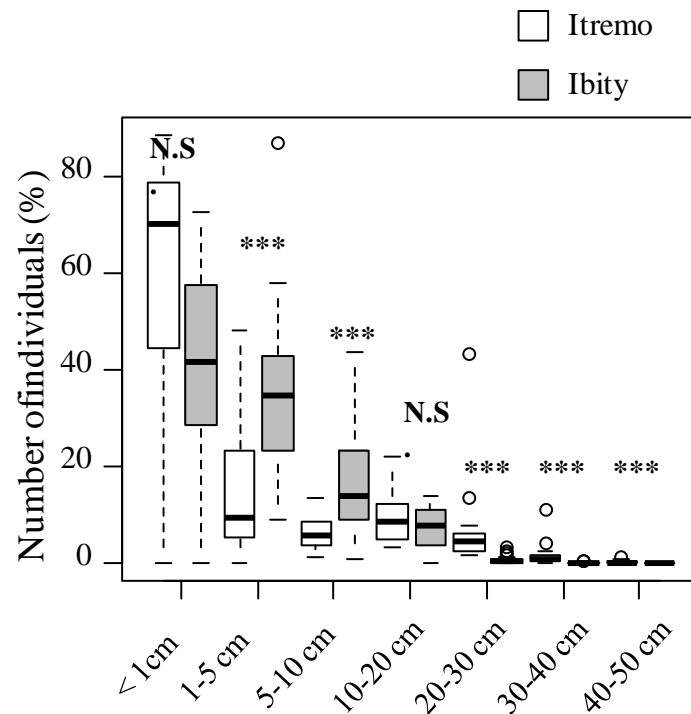 Itremo
Ibity
Number ofindividuals (%)
80
60
40
20
0
N.S
***
***
N.S
***
***
***
< 1cm
1-5 cm
5-10 cm
10-20 cm
20-30 cm
30-40 cm
40-50 cm